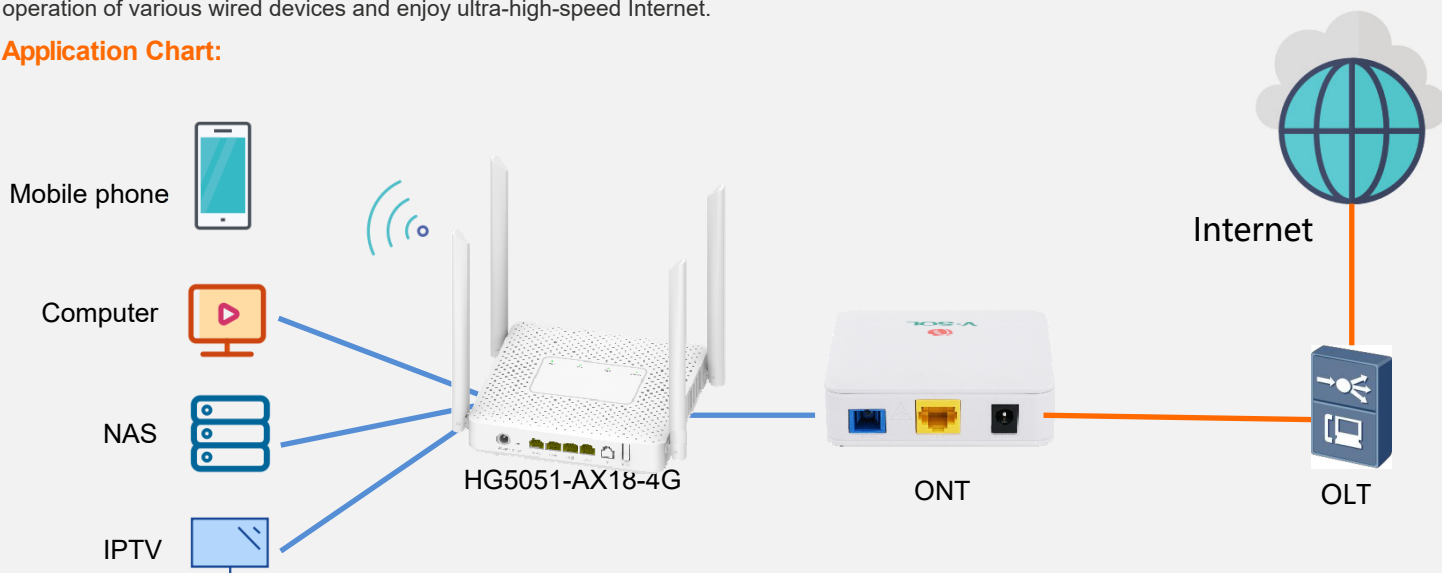 operation of various wired devices and enjoy ultra-high-speed Internet.
Application Chart:
Mobile phone
Internet
Computer
V-SOL
NAS
HG5051-AX18-4G
ONT
OLT
IPTV